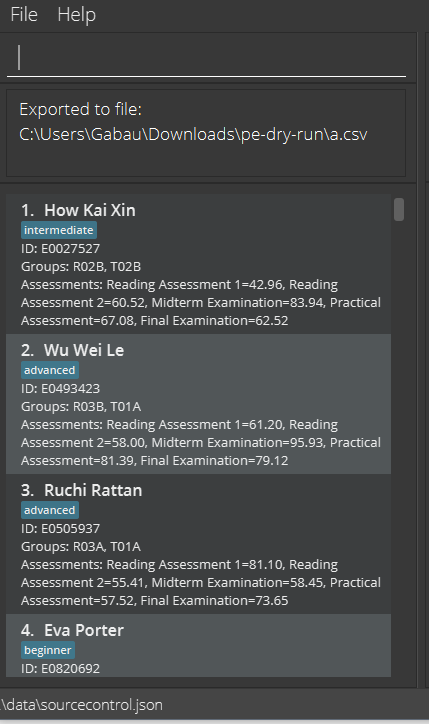 File Help
Exported to file:
C:\Users\Gabau\Downloads\pe-dry-run\a.csv
1. How Kai Xin
intermediate
ID: E0027527
Groups: R02B, T02B
Assessments: Reading Assessment 1=42.96, Reading
Assessment 2=60.52, Midterm Examination=83.94, Practical
Assessment=67.08, Final Examination=62.52
2. Wu Wei Le
advanced
ID: E0493423
Groups: R03B, T01A
Assessments: Reading Assessment 1=61.20, Reading
Assessment 2=58.00, Midterm Examination=95.93, Practical
Assessment=81.39, Final Examination=79.12
3. Ruchi Rattan
advanced
ID: E0505937
Groups: R03A, T01A
Assessments: Reading Assessment 1=81.10, Reading
Assessment 2=55.41, Midterm Examination=58.45, Practical
Assessment=57.52, Final Examination=73.65
4. Eva Porter
beginner
ID: E0820692
.\data\sourcecontrol.json